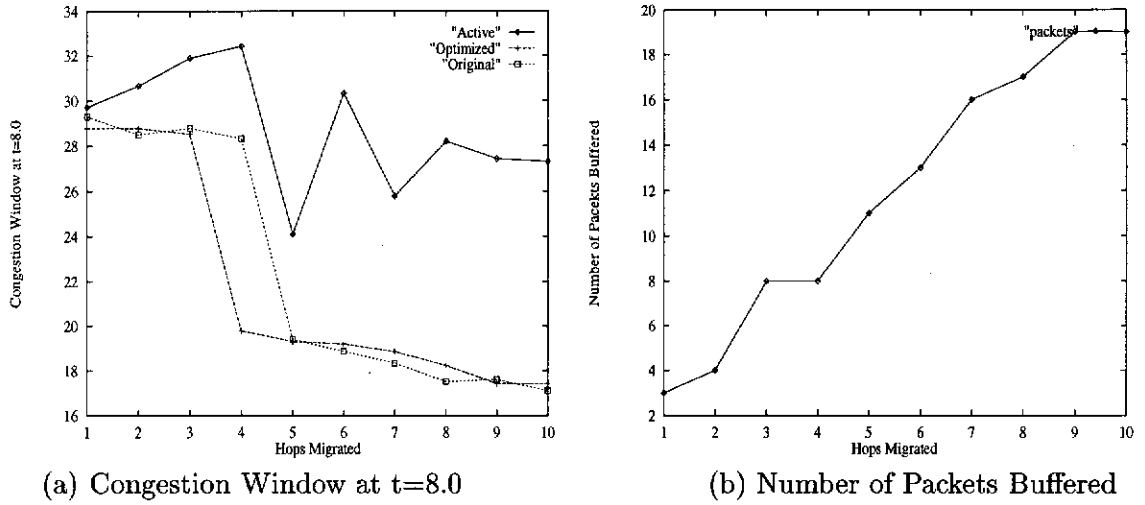 "Active"
"Optimized"
"Original"
34
32
30
28
26
24
22
20
18
16
Congestion Window at t=8.0
1 2 3 4 5 6 7 8 9 10
Hops Migrated
(a) Congestion Window at t=8.0
"packets"
20
18
16
14
12
10
8
6
4
2
Number of Pacekts Buffered
1 2 3 4 5 6 7 8 9 10
Hops Migrated
(b) Number of Packets Buffered